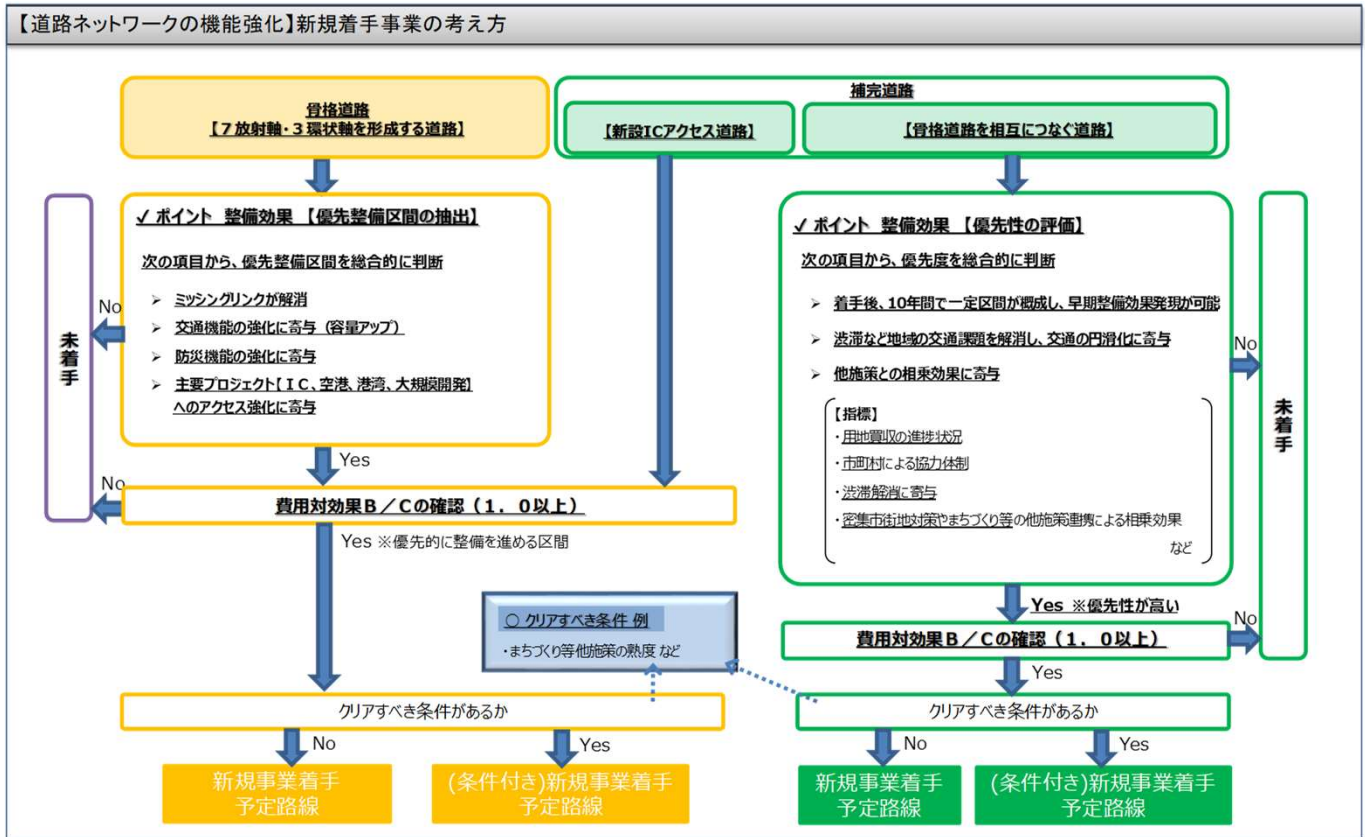 【道路ネットワークの機能強化】新規着手事業の考え方
骨格道路
【7放射軸・3環状軸を形成する道路】
補完道路
【新設ICアクセス道路】
【骨格道路を相互につなぐ道路】
✓ ポイント 整備効果 【優先整備区間の抽出】
次の項目から、優先整備区間を総合的に判断
➢ ミッシングリンクが解消
➢ 交通機能の強化に寄与（容量アップ）
➢ 防災機能の強化に寄与
➢ 主要プロジェクト【ＩＣ、空港、港湾、大規模開発】
へのアクセス強化に寄与
No
未着手
Yes
No
費用対効果Ｂ／Ｃの確認（１．０以上）
Yes ※優先的に整備を進める区間
✓ ポイント 整備効果 【優先性の評価】
次の項目から、優先度を総合的に判断
➢ 着手後、10年間で一定区間が概成し、早期整備効果発現が可能
➢ 渋滞など地域の交通課題を解消し、交通の円滑化に寄与
➢ 他施策との相乗効果に寄与
【指標】
・用地買収の進捗状況
・市町村による協力体制
・渋滞解消に寄与
・密集市街地対策やまちづくり等の他施策連携による相乗効果
など
No
未着手
Yes ※優先性が高い
No
費用対効果Ｂ／Ｃの確認（１．０以上）
Yes
○ クリアすべき条件 例
・まちづくり等他施策の熟度 など
クリアすべき条件があるか
No
Yes
新規事業着手
予定路線
(条件付き)新規事業着手
予定路線
クリアすべき条件があるか
No
Yes
新規事業着手
予定路線
(条件付き)新規事業着手
予定路線